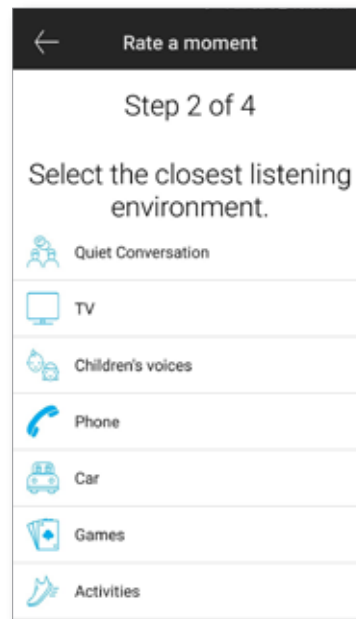 Rate a moment
Step 2 of 4
Select the closest listening
environment.
Quiet Conversation
TV
Children's voices
Phone
Car
Games
Activities